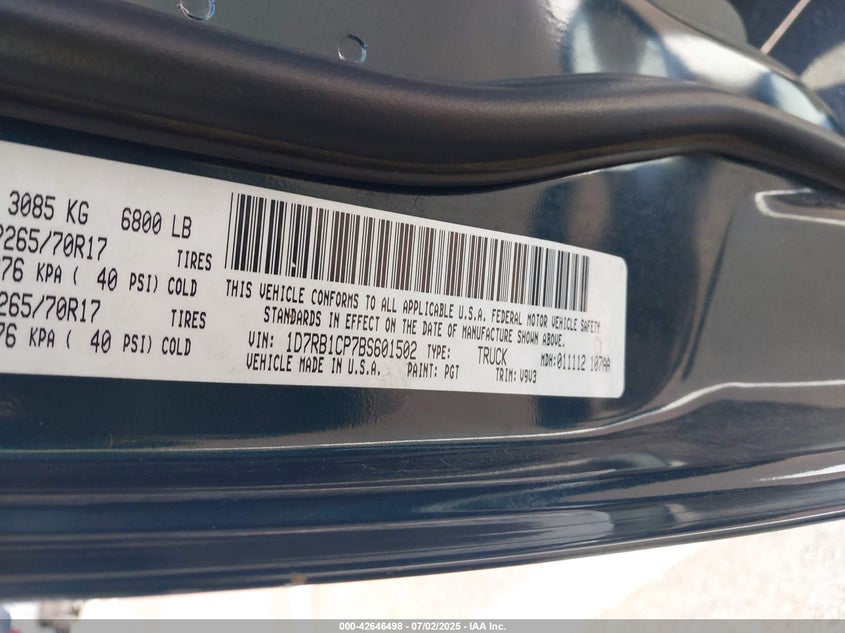 3085 KG 6800 LB
P265/70R17 TIRES
76 KPA ( 40 PSI) COLD
265/70R17 TIRES
76 KPA ( 40 PSI) COLD
THIS VEHICLE CONFORMS TO ALL APPLICABLE U.S.A. FEDERAL MOTOR VEHICLE SAFETY
STANDARDS IN EFFECT ON THE DATE OF MANUFACTURE SHOWN ABOVE.
VIN: 1D7RB1CP7BS601502 TYPE: TRUCK MDH:011112 107AA
VEHICLE MADE IN U.S.A. PAINT: PGT TRIM: V9V3
000-42646498 - 07/02/2025 - IAA Inc.